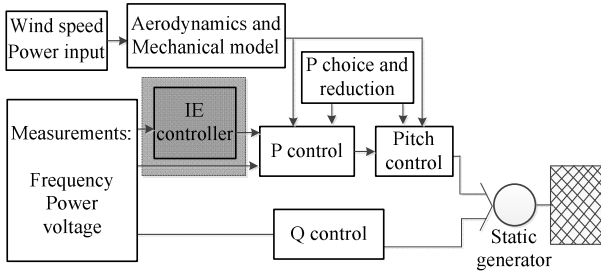 Wind speed
Power input
Aerodynamics and
Mechanical model
P choice and
reduction
Measurements:
Frequency
Power
voltage
IE
controller
P control
Pitch
control
Q control
Static
generator